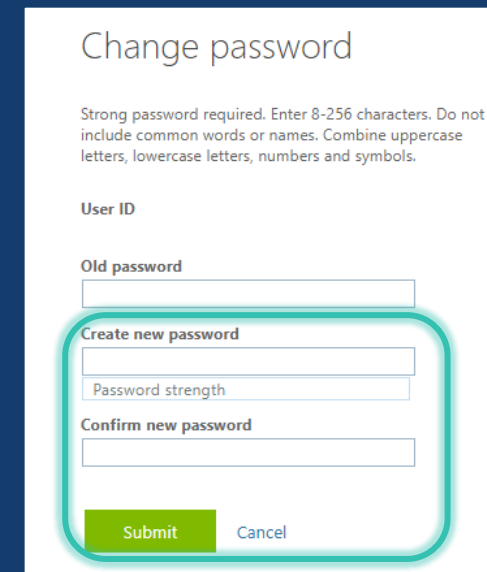 Change password
Strong password required. Enter 8-256 characters. Do not
include common words or names. Combine uppercase
letters, lowercase letters, numbers and symbols.
User ID
Old password
Create new password
Password strength
Confirm new password
Submit Cancel